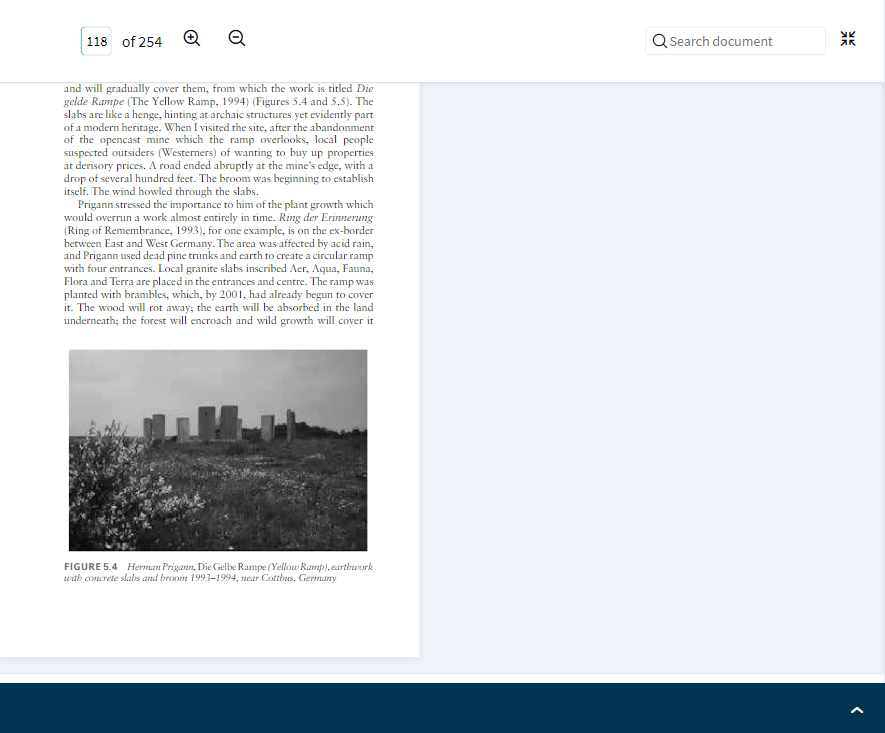 118 of 254
Search document
and will gradually cover them, from which the work is titled Die
gelde Rampe (The Yellow Ramp, 1994) (Figures 5.4 and 5.5). The
slabs are like a henge, hinting at archaic structures yet evidently part
of a modern heritage. When I visited the site, after the abandonment
of the opencast mine which the ramp overlooks, local people
suspected outsiders (Westerners) of wanting to buy up properties
at derisory prices. A road ended abruptly at the mine's edge, with a
drop of several hundred feet. The broom was beginning to establish
itself. The wind howled through the slabs.
Prigann stressed the importance to him of the plant growth which
would overrun a work almost entirely in time. Ring der Erinnerung
(Ring of Remembrance, 1993), for one example, is on the ex-border
between East and West Germany. The area was affected by acid rain,
and Prigann used dead pine trunks and earth to create a circular ramp
with four entrances. Local granite slabs inscribed Aer, Aqua, Fauna,
Flora and Terra are placed in the entrances and centre. The ramp was
planted with brambles, which, by 2001, had already begun to cover
it. The wood will rot away; the earth will be absorbed in the land
underneath; the forest will encroach and wild growth will cover it
FIGURE 5.4 Herman Prigann, Die Gelbe Rampe (Yellow Ramp), earthwork
with concrete slabs and broom 1993–1994, near Cottbus, Germany